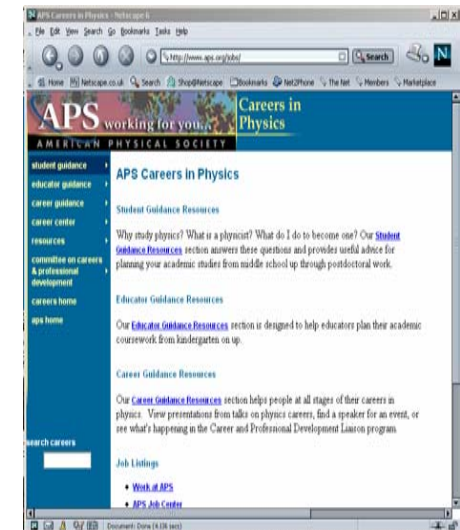 APS Careers in Physics - Netscape 6
File Edit View Search Go Bookmarks Tasks Help
http://www.aps.org/jobs/ Search
Home Netscape.co.uk Search Shop@Netscape Bookmarks Net2Phone The Net Members Marketplace
APS working for you...
AMERICAN PHYSICAL SOCIETY
Careers in
Physics
student guidance
educator guidance
career guidance
career center
resources
committee on careers
& professional
development
careers home
aps home
search careers
APS Careers in Physics
Student Guidance Resources
Why study physics? What is a physicist? What do I do to become one? Our Student
Guidance Resources section answers these questions and provides useful advice for
planning your academic studies from middle school up through postdoctoral work.
Educator Guidance Resources
Our Educator Guidance Resources section is designed to help educators plan their academic
coursework from kindergarten on up.
Career Guidance Resources
Our Career Guidance Resources section helps people at all stages of their careers in
physics. View presentations from talks on physics careers, find a speaker for an event, or
see what's happening in the Career and Professional Development Liaison program.
Job Listings
• Work at APS
• APS Job Center
Document: Done (4.126 secs)